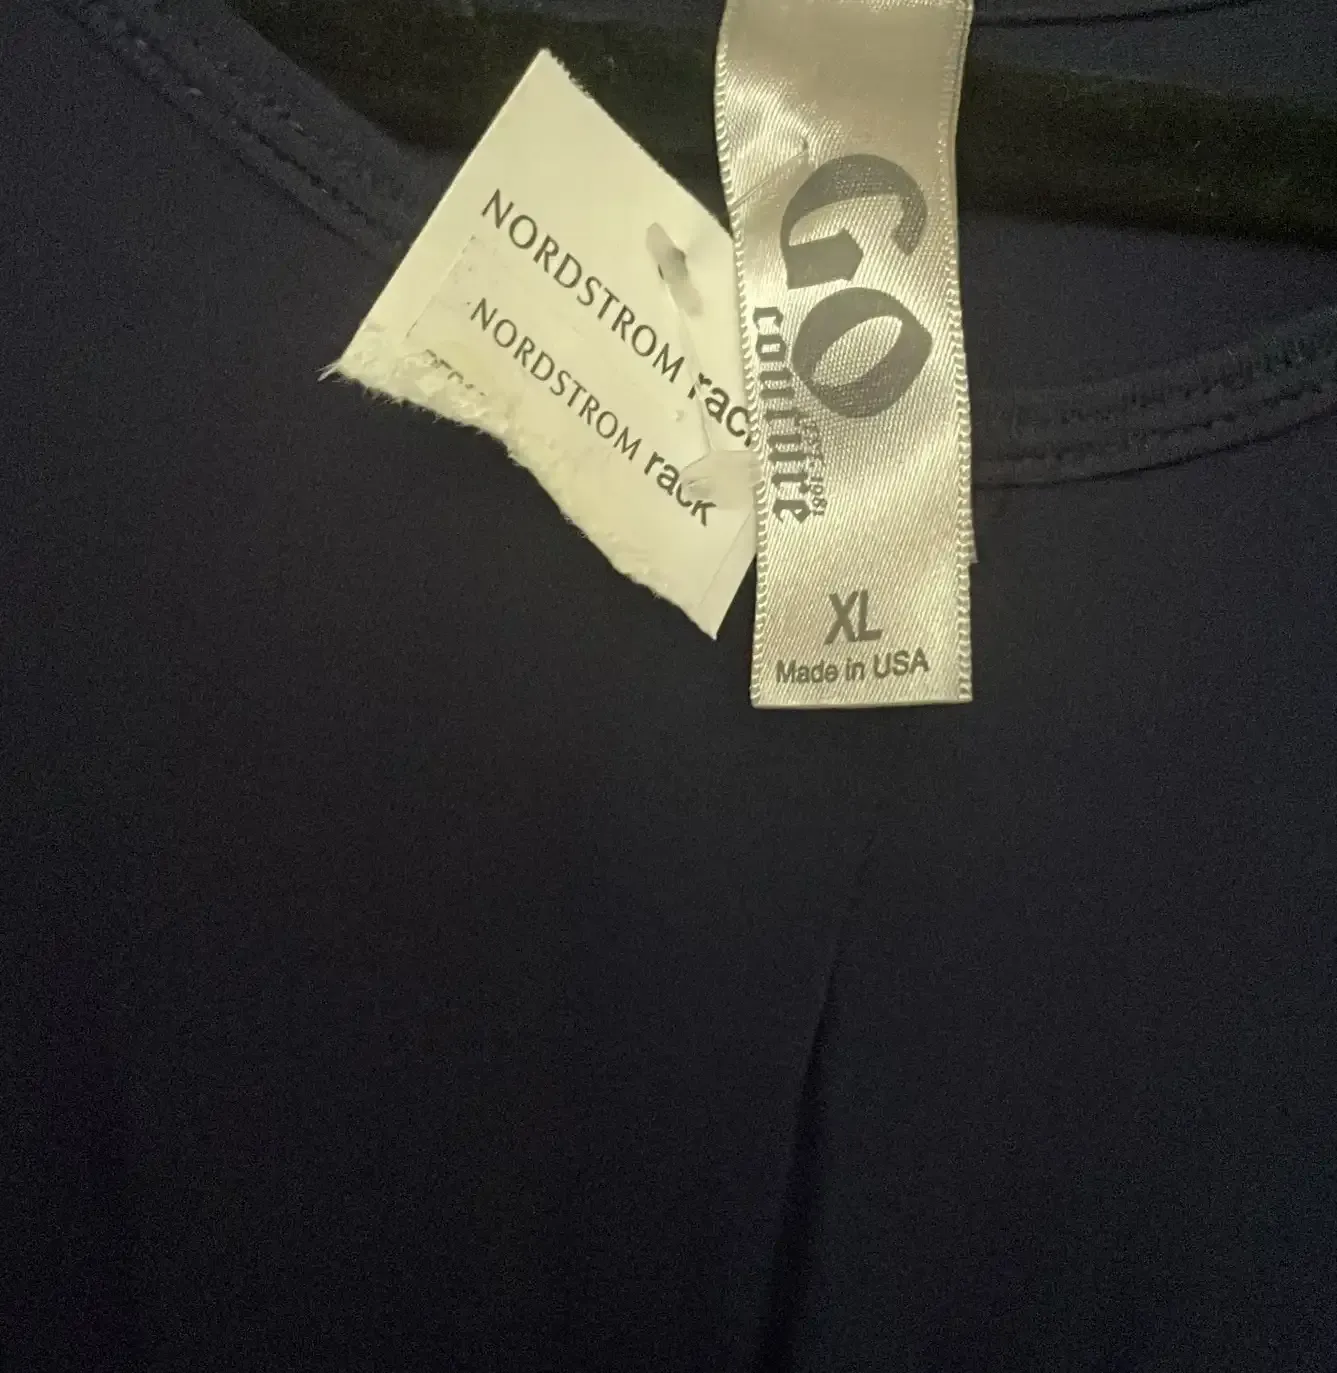 NORDSTROM rack
NORDSTROM rack
GO
couture
XL
Made in USA